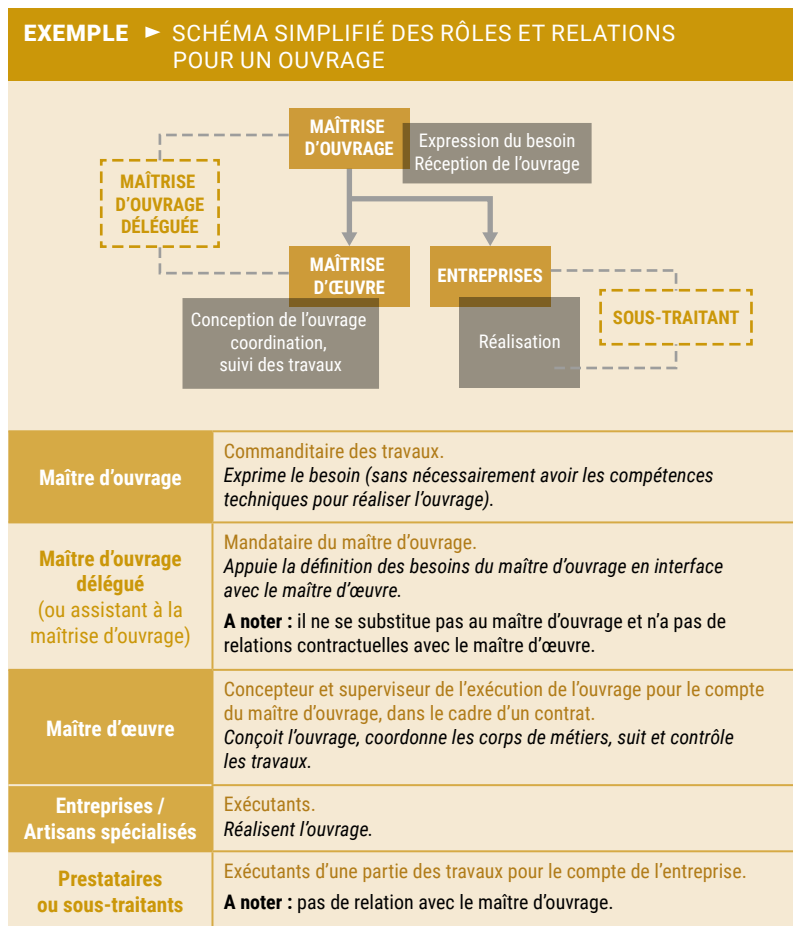 EXEMPLE ► SCHÉMA SIMPLIFIÉ DES RÔLES ET RELATIONS
POUR UN OUVRAGE
MAÎTRISE
D'OUVRAGE
Expression du besoin
Réception de l'ouvrage
MAÎTRISE
D'OUVRAGE
DÉLÉGUÉE
MAÎTRISE
D'ŒUVRE
ENTREPRISES
Conception de l'ouvrage
coordination,
suivi des travaux
Réalisation
SOUS-TRAITANT
Maître d'ouvrage
Commanditaire des travaux.
Exprime le besoin (sans nécessairement avoir les compétences
techniques pour réaliser l'ouvrage).
Maître d'ouvrage
délégué
(ou assistant à la
maîtrise d'ouvrage)
Mandataire du maître d'ouvrage.
Appuie la définition des besoins du maître d'ouvrage en interface
avec le maître d'œuvre.
A noter : il ne se substitue pas au maître d'ouvrage et n'a pas de
relations contractuelles avec le maître d'œuvre.
Maître d'œuvre
Concepteur et superviseur de l'exécution de l'ouvrage pour le compte
du maître d'ouvrage, dans le cadre d'un contrat.
Conçoit l'ouvrage, coordonne les corps de métiers, suit et contrôle
les travaux.
Entreprises /
Artisans spécialisés
Exécutants.
Réalisent l'ouvrage.
Prestataires
ou sous-traitants
Exécutants d'une partie des travaux pour le compte de l'entreprise.
A noter : pas de relation avec le maître d'ouvrage.